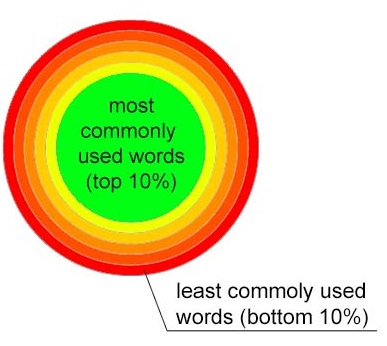 most
commonly
used words
(top 10%)
least commoly used
words (bottom 10%)